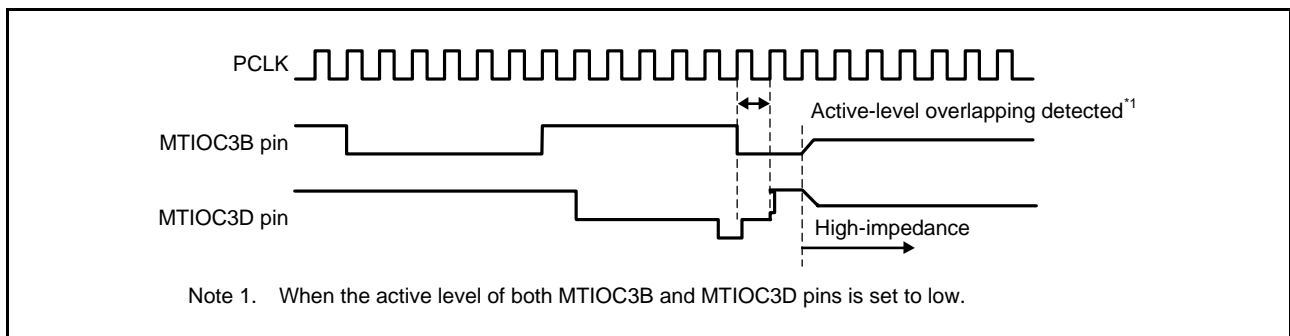 PCLK
Active-level overlapping detected*1
MTIOC3B pin
MTIOC3D pin
High-impedance
Note 1. When the active level of both MTIOC3B and MTIOC3D pins is set to low.